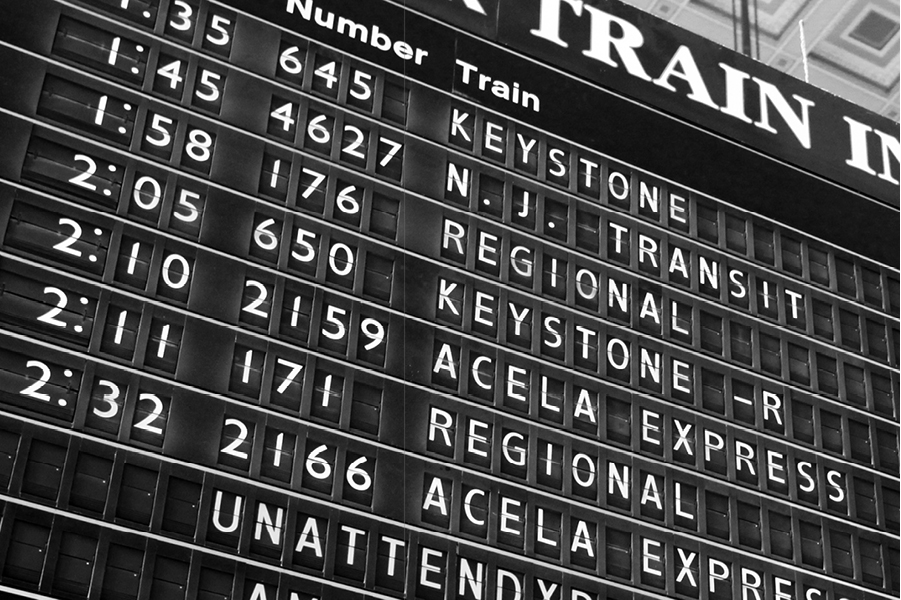 TRAIN IN
Number Train
1:35 645 KEYSTONE
1:45 4627 N.J. TRANSIT
1:58 176 REGIONAL
2:05 650 KEYSTONE -R
2:10 2159 ACELA EXPRESS
2:11 171 REGIONAL
2:32 2166 ACELA EXPRESS
UNATTEND